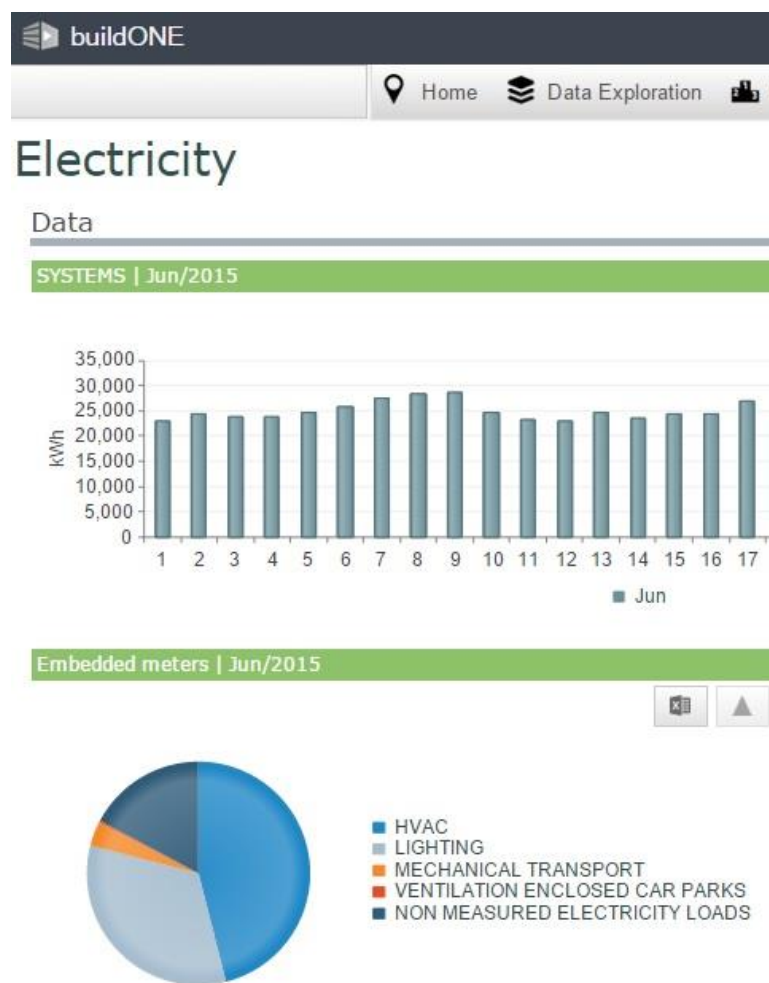 buildONE
Home Data Exploration
Electricity
Data
SYSTEMS | Jun/2015
35,000
30,000
25,000
20,000
15,000
10,000
5,000
0
kWh
1 2 3 4 5 6 7 8 9 10 11 12 13 14 15 16 17
Jun
Embedded meters | Jun/2015
HVAC
LIGHTING
MECHANICAL TRANSPORT
VENTILATION ENCLOSED CAR PARKS
NON MEASURED ELECTRICITY LOADS